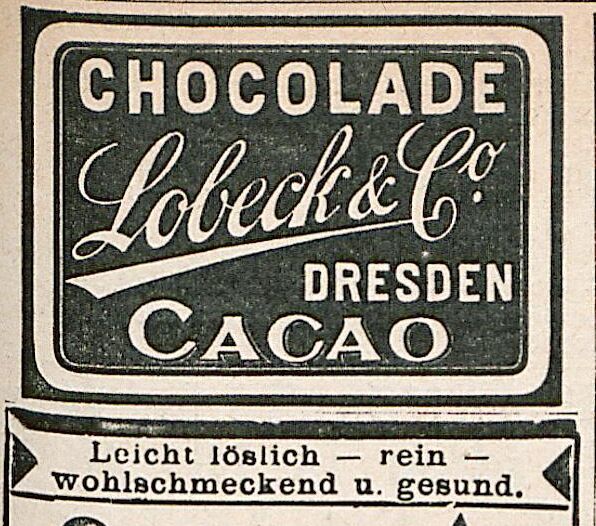 CHOCOLADE
Lobeck & Co.
DRESDEN
CACAO
Leicht löslich — rein —
wohlschmeckend u. gesund.